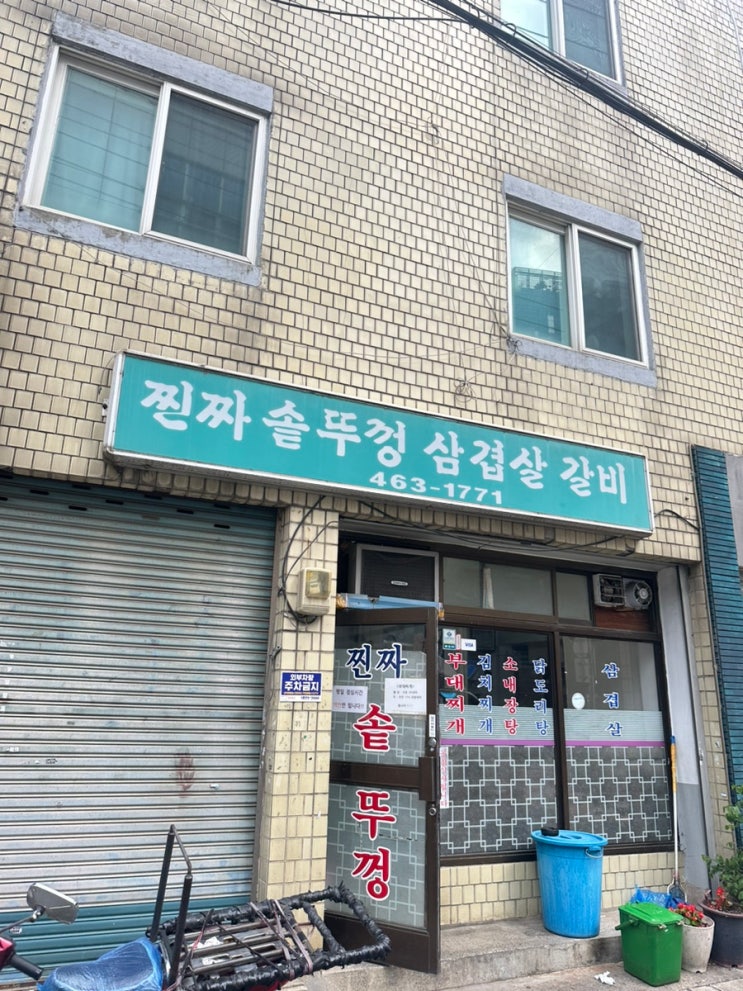 찐짜 솥뚜껑 삼겹살 갈비
463-1771
찐짜
솥
뚜
껑
부대찌개
김치찌개
소내장탕
닭도리탕
삼겹살
VISA
외부차량
주차금지